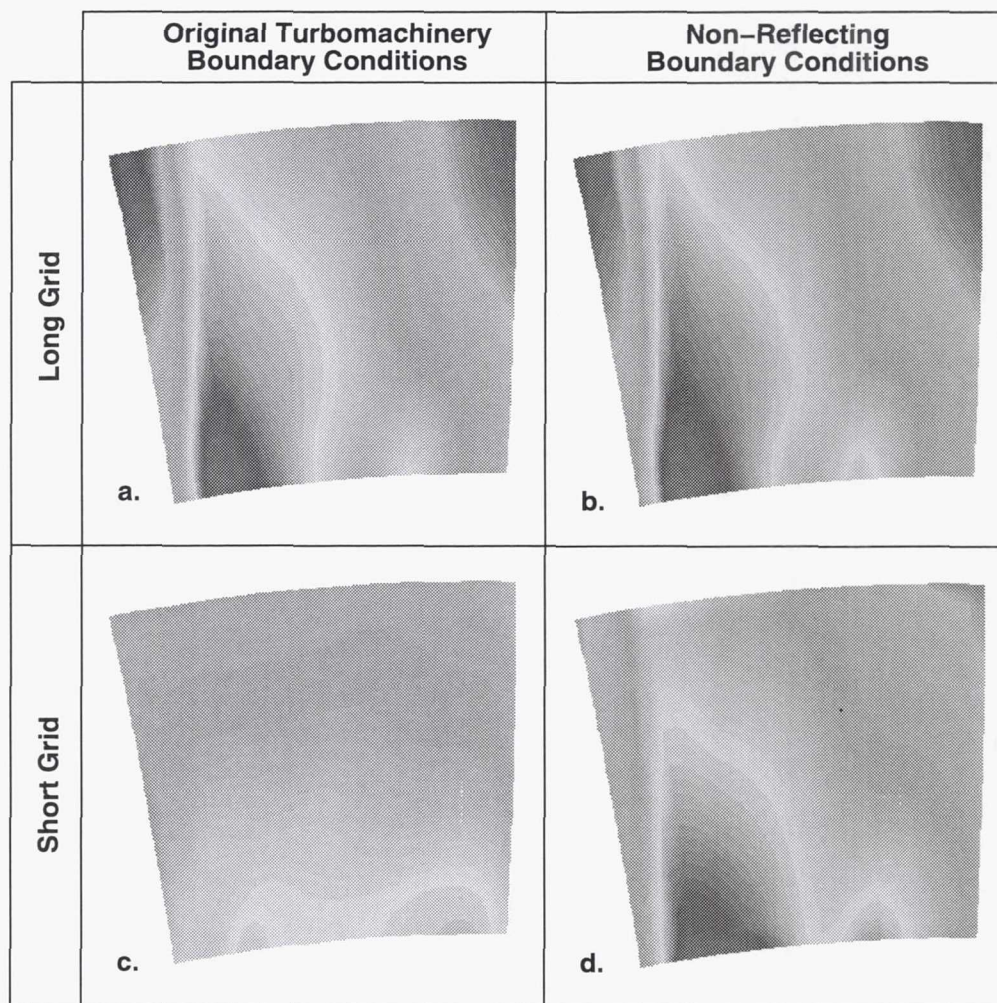 Original Turbomachinery
Boundary Conditions
Non–Reflecting
Boundary Conditions
Long Grid
a.
b.
Short Grid
c.
d.